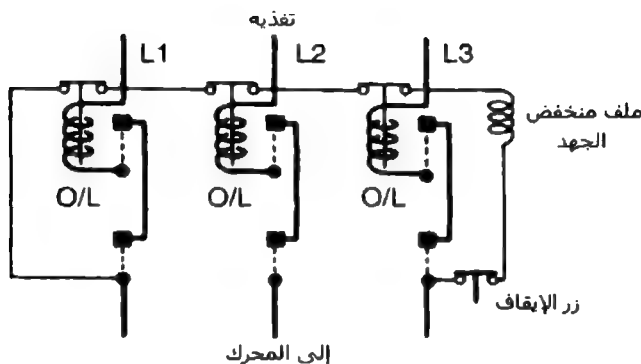 تغذيه
L1
L2
L3
ملف منخفض
الجهد
O/L
O/L
O/L
زر الإيقاف
إلى المحرك